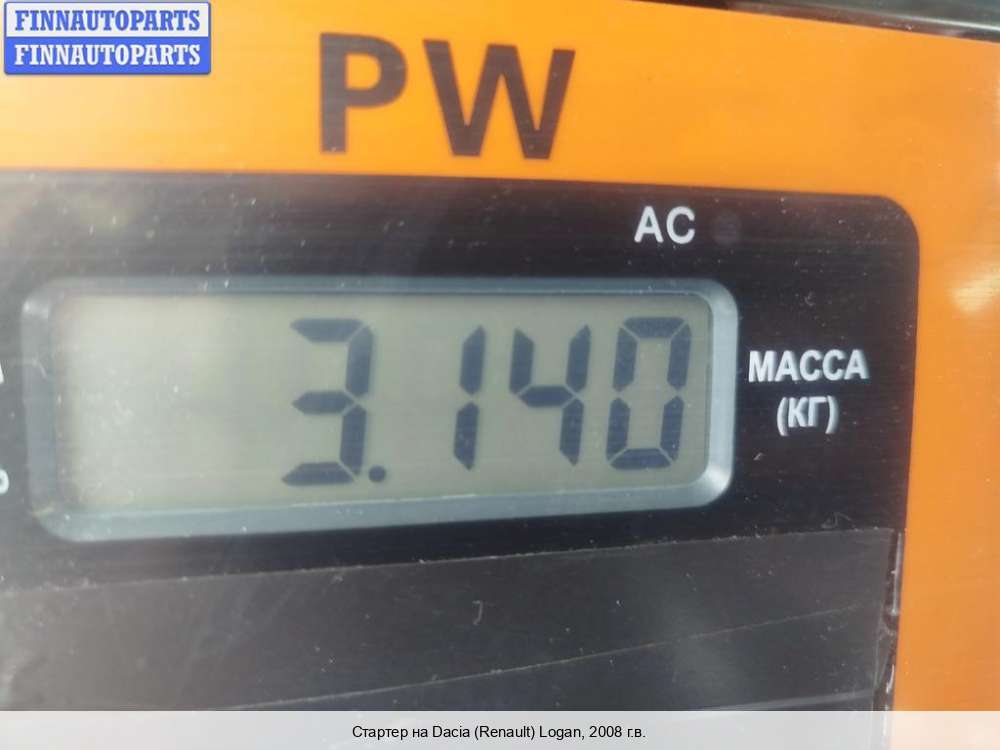 FINNAUTOPARTS
FINNAUTOPARTS
PW
AC
3.140
МАССА
(КГ)
Стартер на Dacia (Renault) Logan, 2008 г.в.